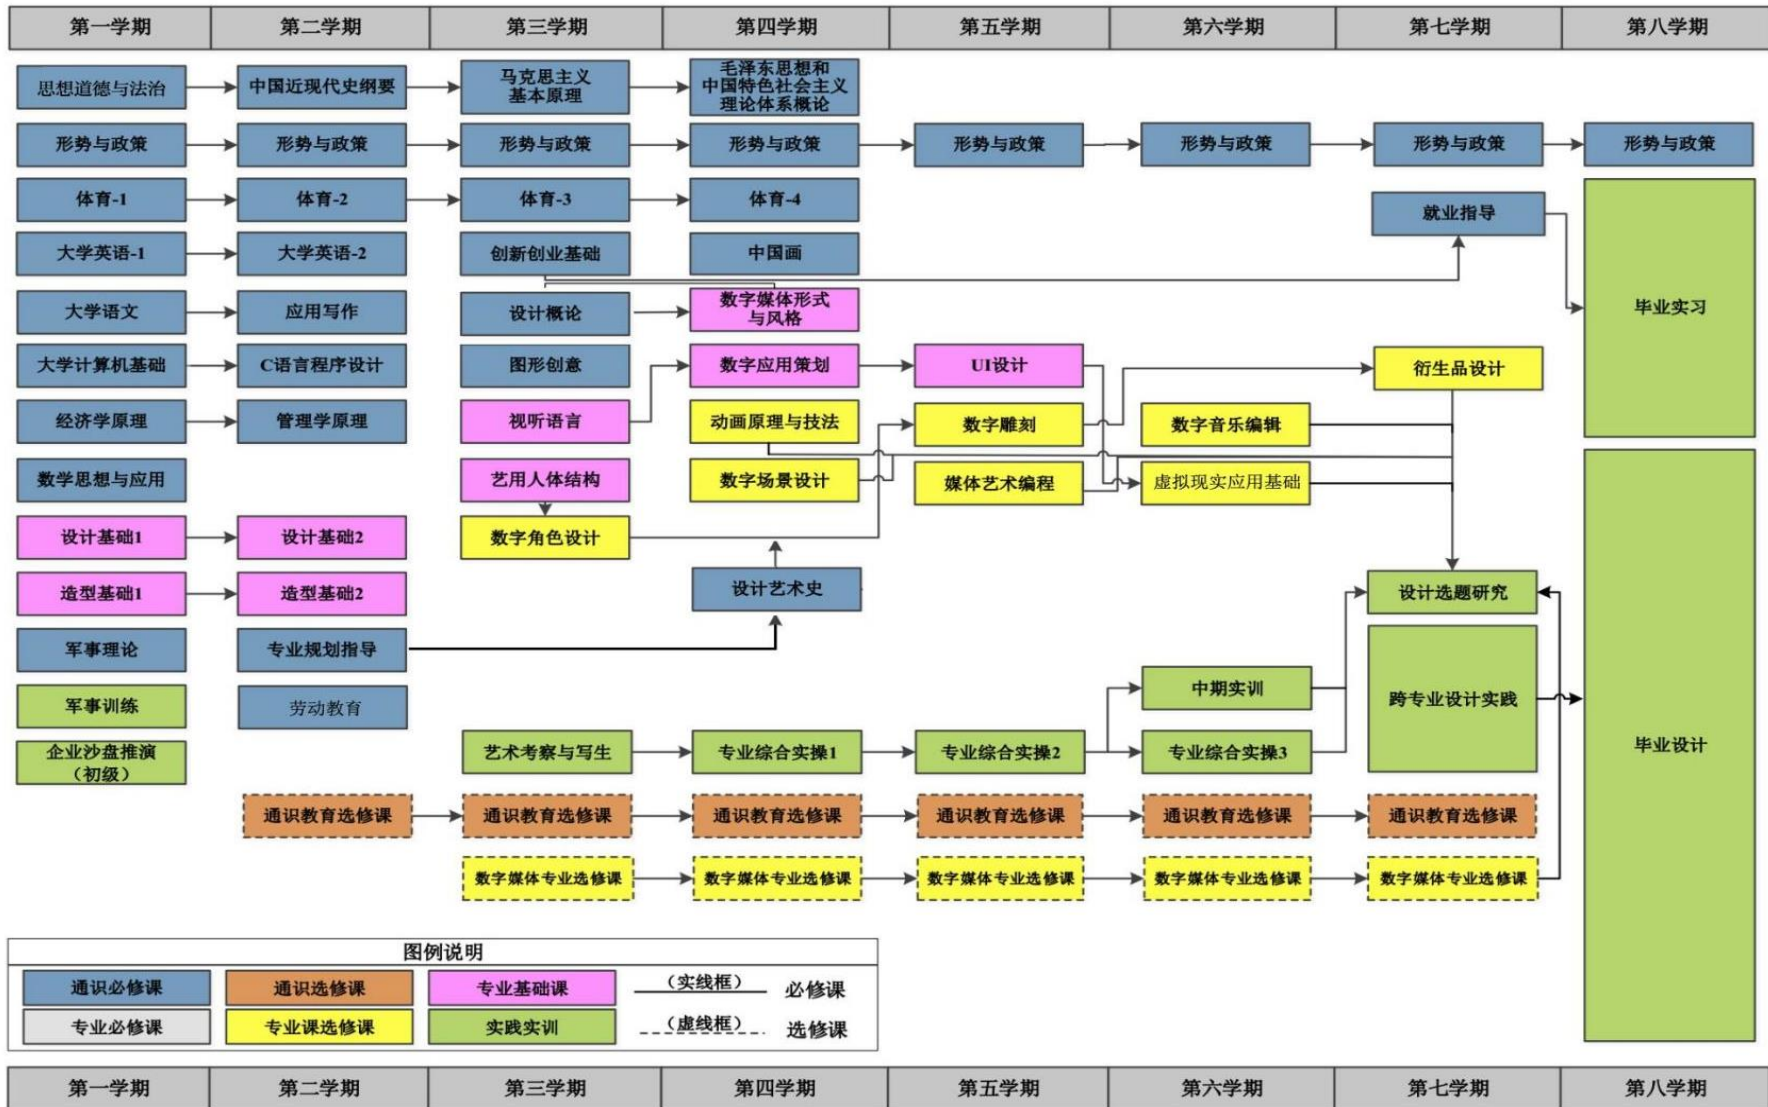 第一学期 第二学期 第三学期 第四学期 第五学期 第六学期 第七学期 第八学期
思想道德与法治
中国近现代史纲要
马克思主义
基本原理
毛泽东思想和
中国特色社会主义
理论体系概论
形势与政策
形势与政策
形势与政策
形势与政策
形势与政策
形势与政策
形势与政策
形势与政策
体育-1
体育-2
体育-3
体育-4
就业指导
大学英语-1
大学英语-2
创新创业基础
中国画
大学语文
应用写作
设计概论
数字媒体形式
与风格
毕业实习
大学计算机基础
C语言程序设计
图形创意
数字应用策划
UI设计
衍生品设计
经济学原理
管理学原理
视听语言
动画原理与技法
数字雕刻
数字音乐编辑
数学思想与应用
艺用人体结构
数字场景设计
媒体艺术编程
虚拟现实应用基础
设计基础1
设计基础2
数字角色设计
造型基础1
造型基础2
设计艺术史
设计选题研究
军事理论
专业规划指导
军事训练
劳动教育
中期实训
跨专业设计实践
企业沙盘推演
（初级）
艺术考察与写生
专业综合实操1
专业综合实操2
专业综合实操3
毕业设计
通识教育选修课
通识教育选修课
通识教育选修课
通识教育选修课
通识教育选修课
通识教育选修课
数字媒体专业选修课
数字媒体专业选修课
数字媒体专业选修课
数字媒体专业选修课
数字媒体专业选修课
图例说明
通识必修课
通识选修课
专业基础课
（实线框）
必修课
专业必修课
专业课选修课
实践实训
（虚线框）
选修课
第一学期 第二学期 第三学期 第四学期 第五学期 第六学期 第七学期 第八学期